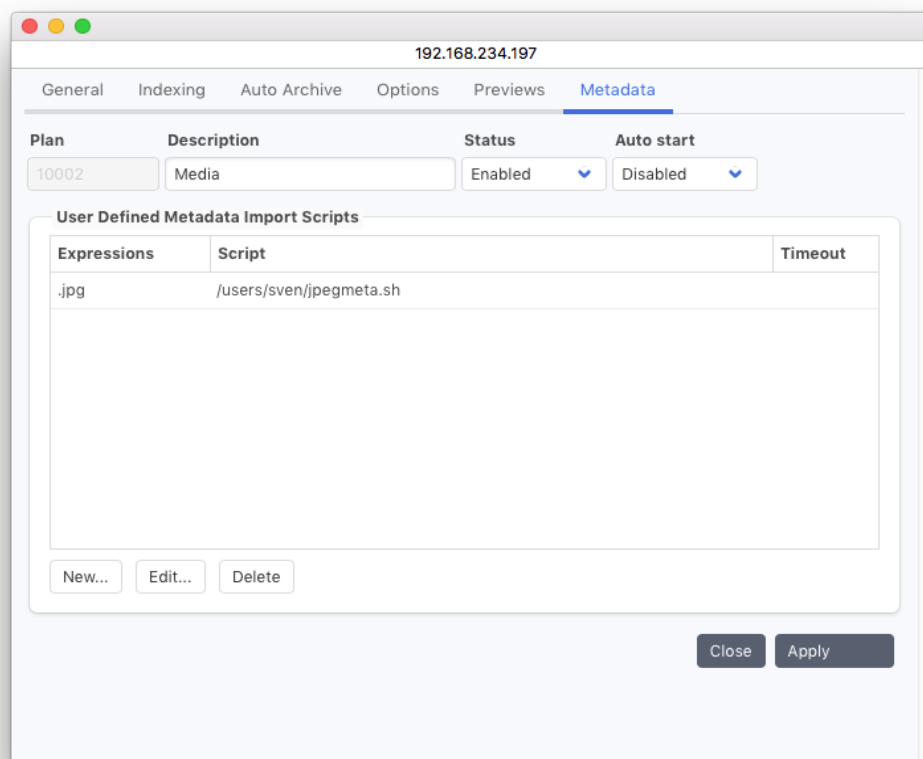 192.168.234.197
General Indexing Auto Archive Options Previews Metadata
Plan Description Status Auto start
10002 Media Enabled Disabled
User Defined Metadata Import Scripts
Expressions Script Timeout
.jpg /users/sven/jpegmeta.sh
New... Edit... Delete
Close Apply